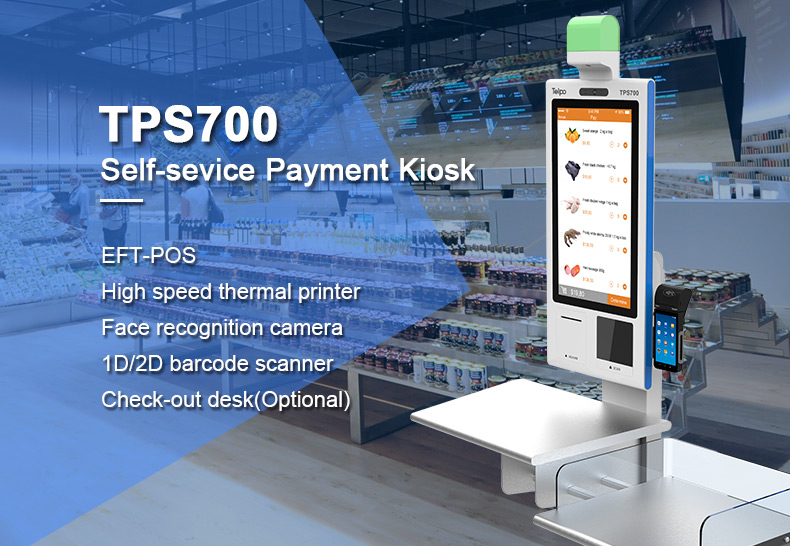 TPS700
Self-sevice Payment Kiosk
EFT-POS
High speed thermal printer
Face recognition camera
1D/2D barcode scanner
Check-out desk(Optional)
Telpo
TPS700
Pay